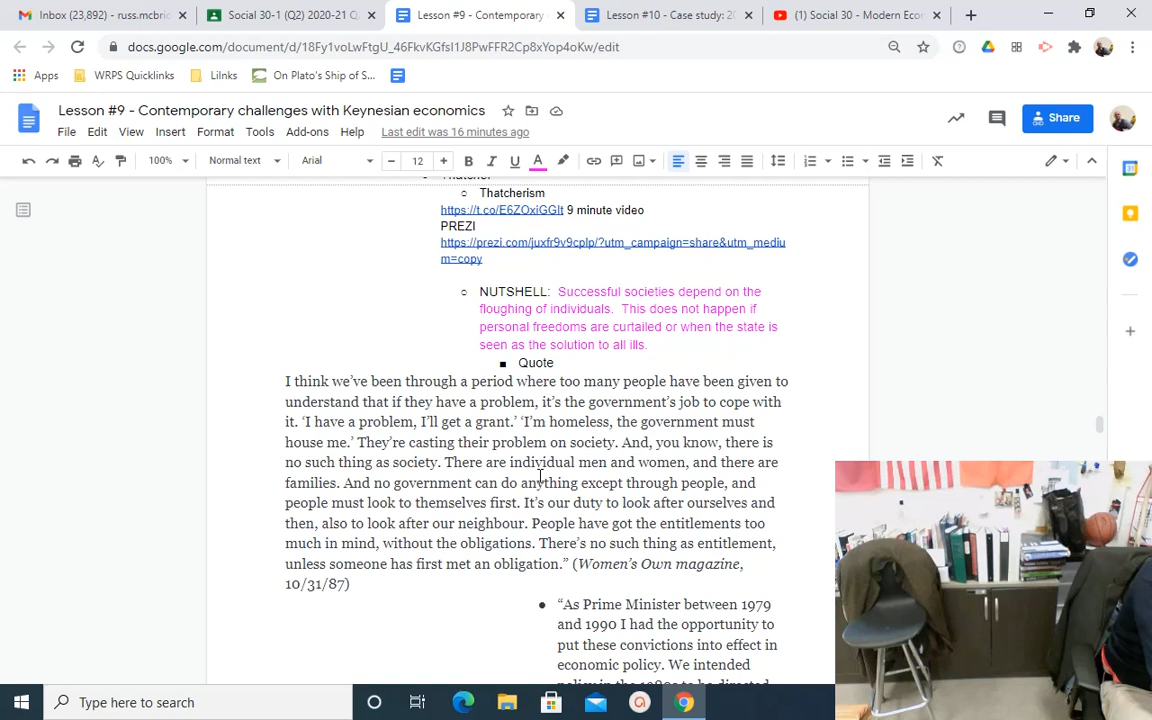 Inbox (23,892) - russ.mcbri
Social 30-1 (Q2) 2020-21 Q
Lesson #9 - Contemporary
Lesson #10 - Case study: 20
(1) Social 30 - Modern Econ
docs.google.com/document/d/18Fy1voLwFtgU_46FkvKGfsI1J8PwFFR2Cp8xYop4oKw/edit
Apps
WRPS Quicklinks
LiInks
On Plato's Ship of S...
Lesson #9 - Contemporary challenges with Keynesian economics
Share
File Edit View Insert Format Tools Add-ons Help Last edit was 16 minutes ago
100% Normal text Arial 12 B I U A
Thatcher
Thatcherism
https://t.co/E6ZOxiGGIt 9 minute video
PREZI
https://prezi.com/juxfr9v9cplp/?utm_campaign=share&utm_mediu
m=copy
NUTSHELL: Successful societies depend on the
floughing of individuals. This does not happen if
personal freedoms are curtailed or when the state is
seen as the solution to all ills.
Quote
I think we've been through a period where too many people have been given to
understand that if they have a problem, it's the government's job to cope with
it. 'I have a problem, I'll get a grant.' 'I'm homeless, the government must
house me.' They're casting their problem on society. And, you know, there is
no such thing as society. There are individual men and women, and there are
families. And no government can do anything except through people, and
people must look to themselves first. It's our duty to look after ourselves and
then, also to look after our neighbour. People have got the entitlements too
much in mind, without the obligations. There's no such thing as entitlement,
unless someone has first met an obligation." (Women's Own magazine,
10/31/87)
"As Prime Minister between 1979
and 1990 I had the opportunity to
put these convictions into effect in
economic policy. We intended
policy in the 1980s to be directed
Type here to search